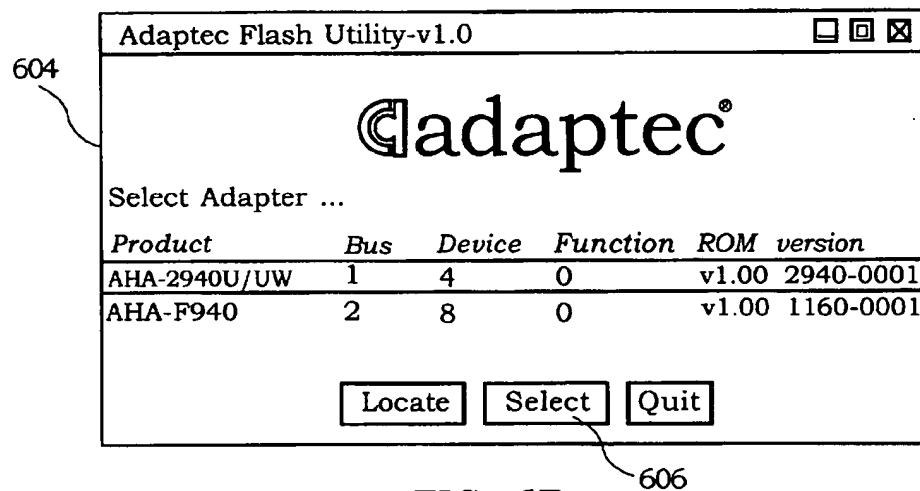 Adaptec Flash Utility-v1.0
604
adaptec®
Select Adapter ...
Product Bus Device Function ROM version
AHA-2940U/UW 1 4 0 v1.00 2940-0001
AHA-F940 2 8 0 v1.00 1160-0001
Locate Select Quit
606